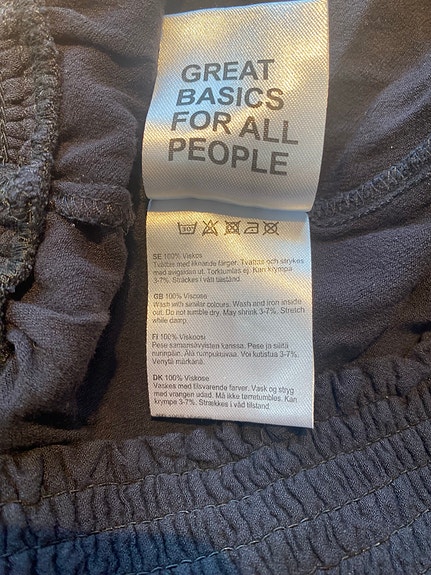 GREAT
BASICS
FOR ALL
PEOPLE
30°
SE 100% Viskos
Tvättas med liknande färger. Tvättas och strykes
med avigsidan ut. Torktumlas ej. Kan krympa
3-7%. Sträckes i våt tillstånd.
GB 100% Viscose
Wash with similar colours. Wash and iron inside
out. Do not tumble dry. May shrink 3-7%. Stretch
while damp.
FI 100% Viskoosi
Pese samansävyisten kanssa. Pese ja silitä
nurinpäin. Älä rumpukuivaa. Voi kutistua 3-7%.
Venytä märkänä.
DK 100% Viskose
Vaskes med tilsvarende farver. Vask og stryg
med vrangen udad. Må ikke tørretumbles. Kan
krympe 3-7%. Strækkes i våd tilstand.